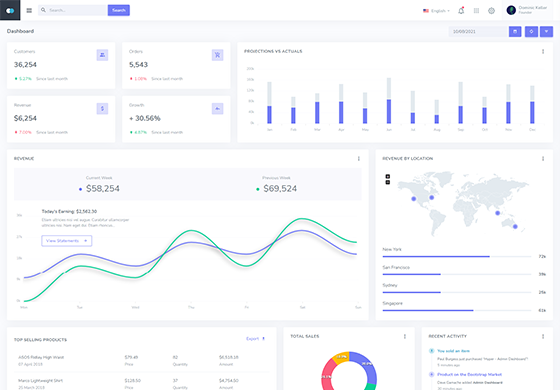 Search...
Search
English
Dominic Keller
Founder
Dashboard
10/09/2021
Customers
36,254
5.27% Since last month
Orders
5,543
1.08% Since last month
Revenue
$6,254
7.00% Since last month
Growth
+ 30.56%
4.87% Since last month
PROJECTIONS VS ACTUALS
Jan Feb Mar Apr May Jun Jul Aug Sep Oct Nov Dec
REVENUE
Current Week
$58,254
Previous Week
$69,524
Today's Earning: $2,562.30
View Statements
Mon Tue Wed Thu Fri Sat Sun
REVENUE BY LOCATION
New York
72k
San Francisco
39k
Sydney
25k
Singapore
61k
TOP SELLING PRODUCTS
Export
ASOS Ridley High Waist
$79.49 82 $6,518.18
07 April 2018 Price Quantity Amount
Marco Lightweight Shirt
$128.50 37 $4,754.50
25 March 2018 Price Quantity Amount
TOTAL SALES
RECENT ACTIVITY
You sold an item
Paul Burgess just purchased "Hyper - Admin Dashboard"!
5 minutes ago
Product on the Bootstrap Market
Dave Gamache added Admin Dashboard